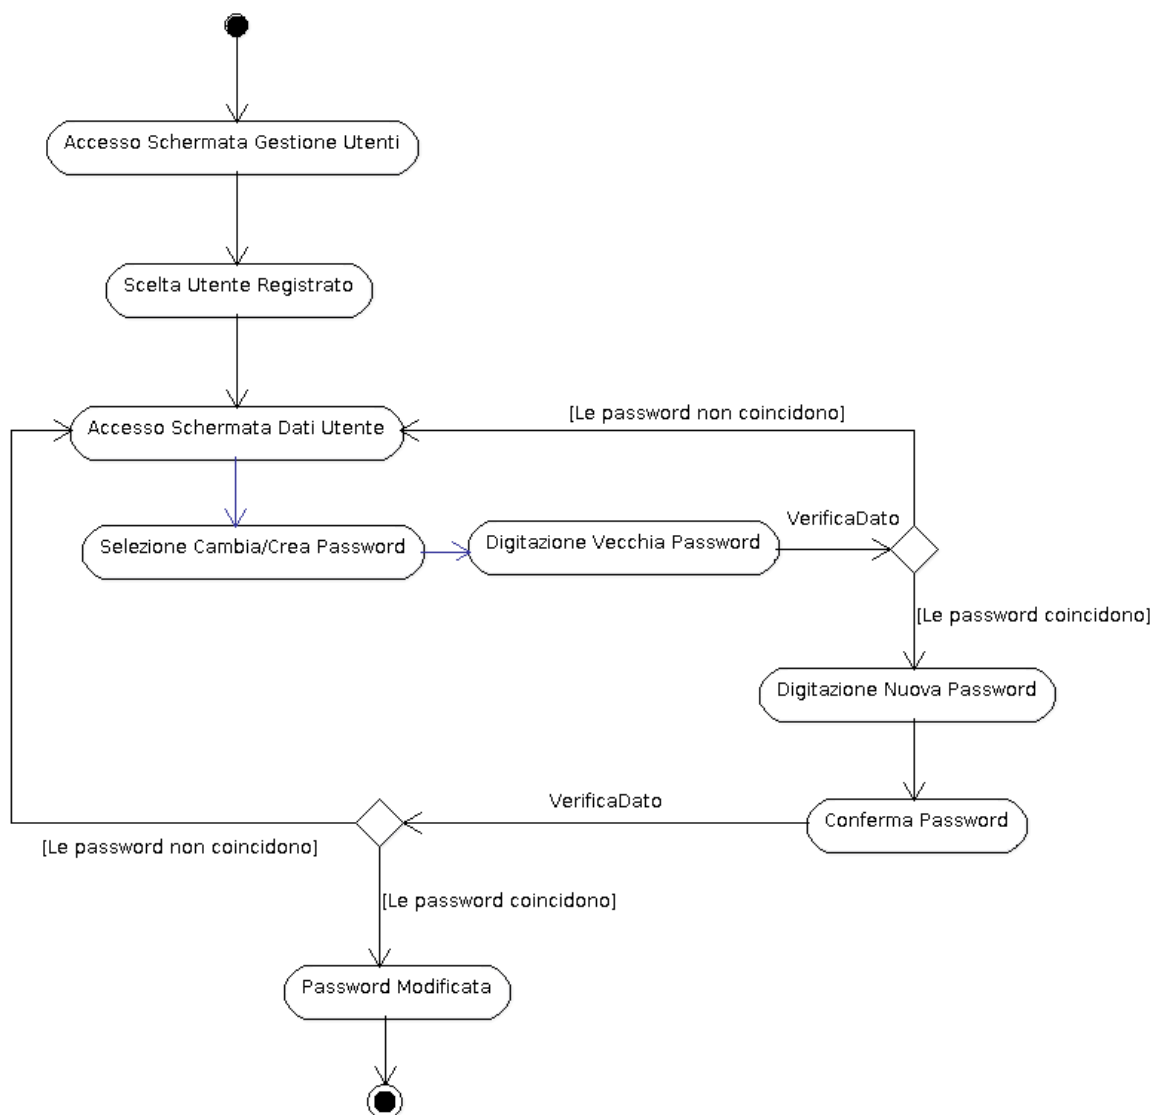 Accesso Schermata Gestione Utenti
Scelta Utente Registrato
[Le password non coincidono]
Accesso Schermata Dati Utente
VerificaDato
Selezione Cambia/Crea Password
Digitazione Vecchia Password
[Le password coincidono]
Digitazione Nuova Password
VerificaDato
Conferma Password
[Le password non coincidono]
[Le password coincidono]
Password Modificata